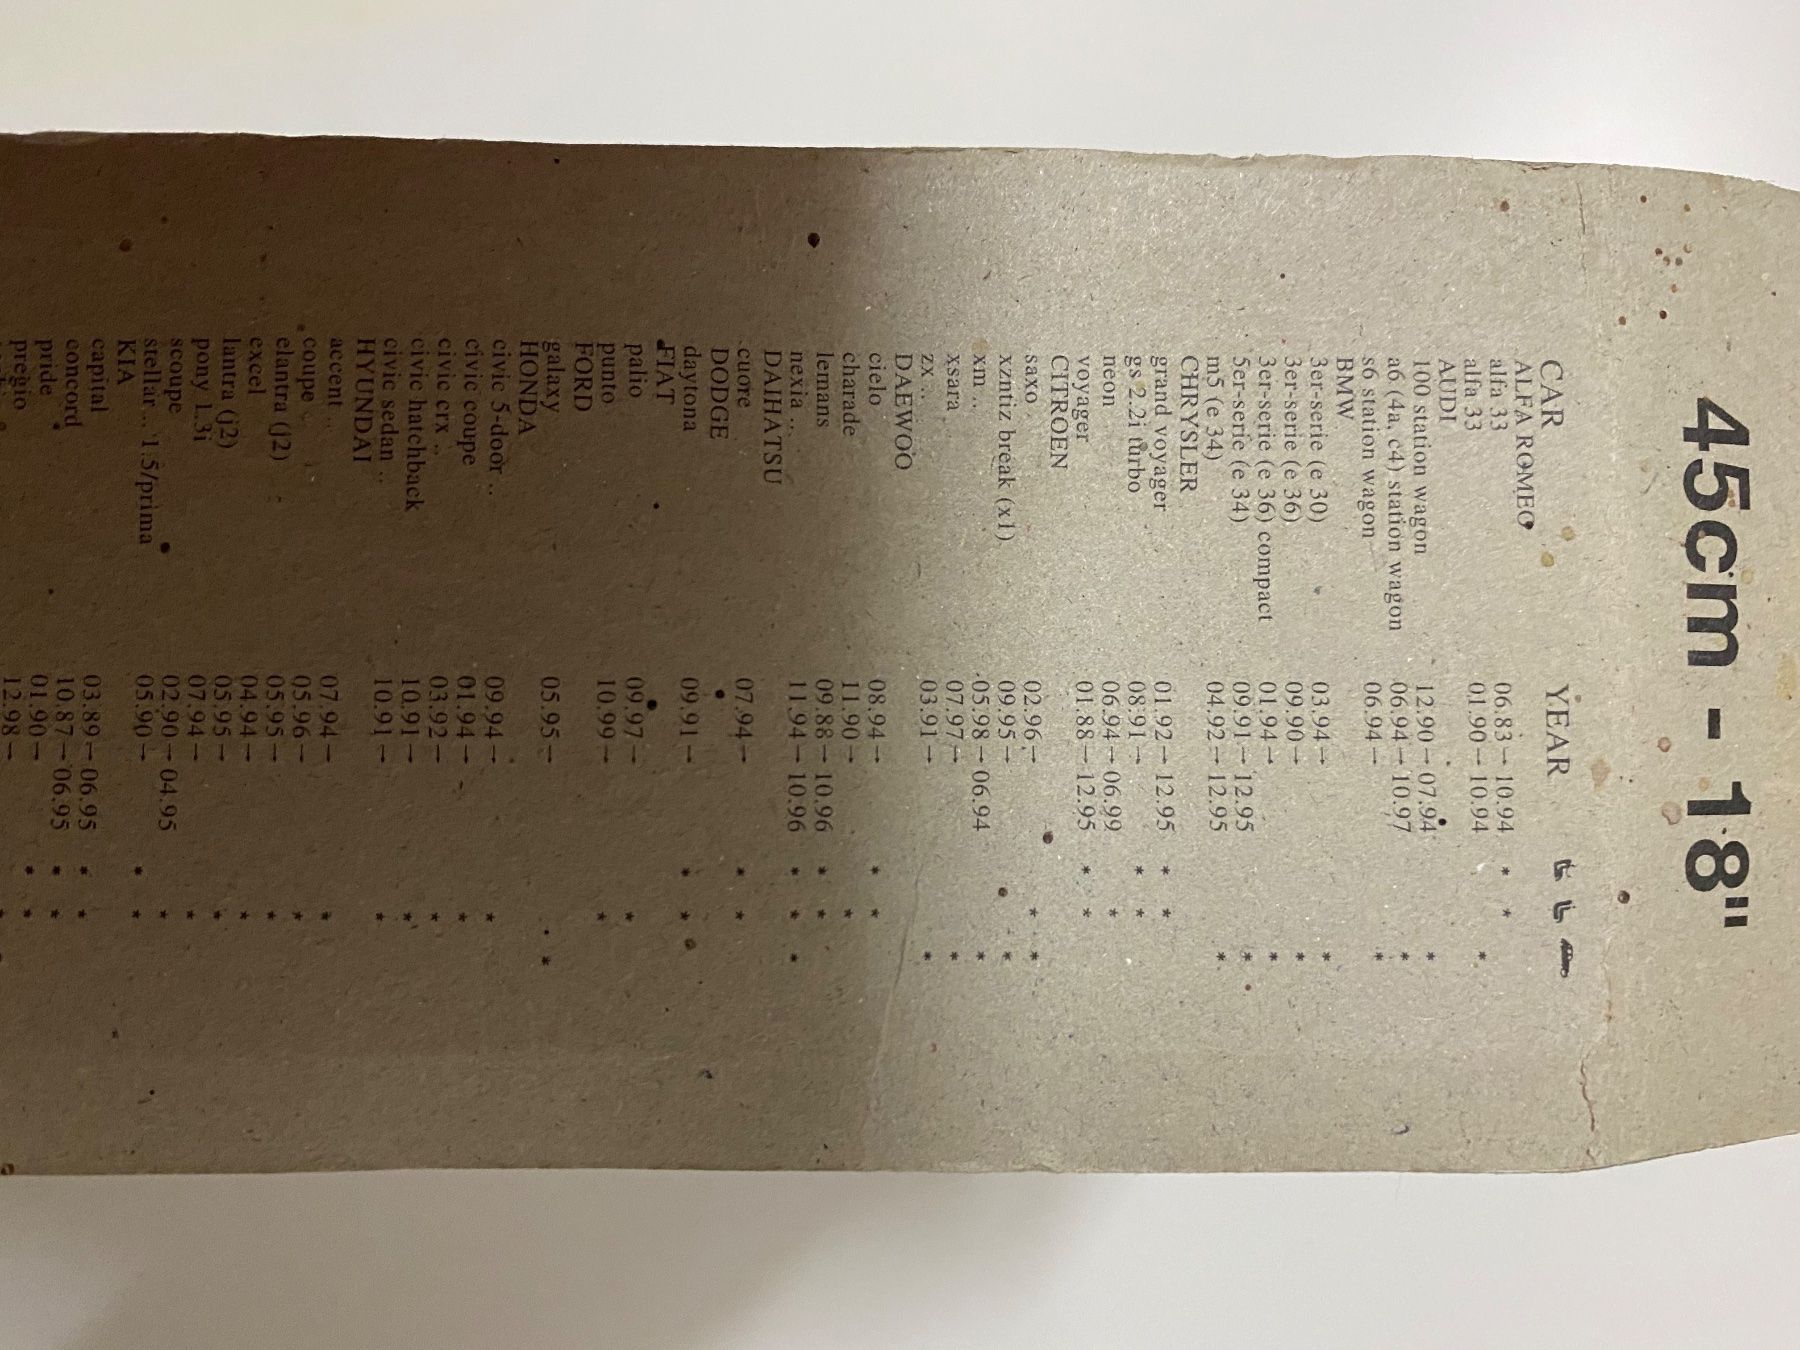 45cm - 18"
CAR YEAR
ALFA ROMEO
alfa 33 06.83→10.94 * *
alfa 33 01.90→10.94 *
AUDI
100 station wagon 12.90→07.94 *
a6 (4a, c4) station wagon 06.94→10.97 *
s6 station wagon 06.94→ *
BMW
3er-serie (e 30) 03.94→ *
3er-serie (e 36) 09.90→ *
3er-serie (e 36) compact 01.94→ *
5er-serie (e 34) 09.91→12.95 *
m5 (e 34) 04.92→12.95 *
CHRYSLER
grand voyager 01.92→12.95 * *
gs 2.2i turbo 08.91→ * *
neon 06.94→06.99 *
voyager 01.88→12.95 * *
CITROEN
saxo 02.96→ * *
xzntiz break (x1) 09.95→ *
xm .. 05.98→06.94 *
xsara 07.97→ *
zx .. 03.91→ *
DAEWOO
cielo 08.94→ * *
charade 11.90→ *
lemans 09.88→10.96 * *
nexia .. 11.94→10.96 * * *
DAIHATSU
cuore 07.94→ * *
DODGE
daytona 09.91→ * *
FIAT
palio 09.97→ *
punto 10.99→ *
FORD
galaxy 05.95→ *
HONDA
civic 5-door .. 09.94→ *
civic coupe 01.94→ *
civic crx .. 03.92→ *
civic hatchback 10.91→ *
civic sedan .. 10.91→ *
HYUNDAI
accent .. 07.94→ *
coupe 05.96→ *
elantra (j2) 05.95→ *
excel 04.94→ *
lantra (j2) 05.95→ *
pony 1.3i 07.94→ *
scoupe 02.90→04.95 *
stellar .. 1.5/prima 05.90→ * *
KIA
capital 03.89→06.95 * *
concord 10.87→06.95 * *
pride 01.90→ * *
pregio 12.98→ *